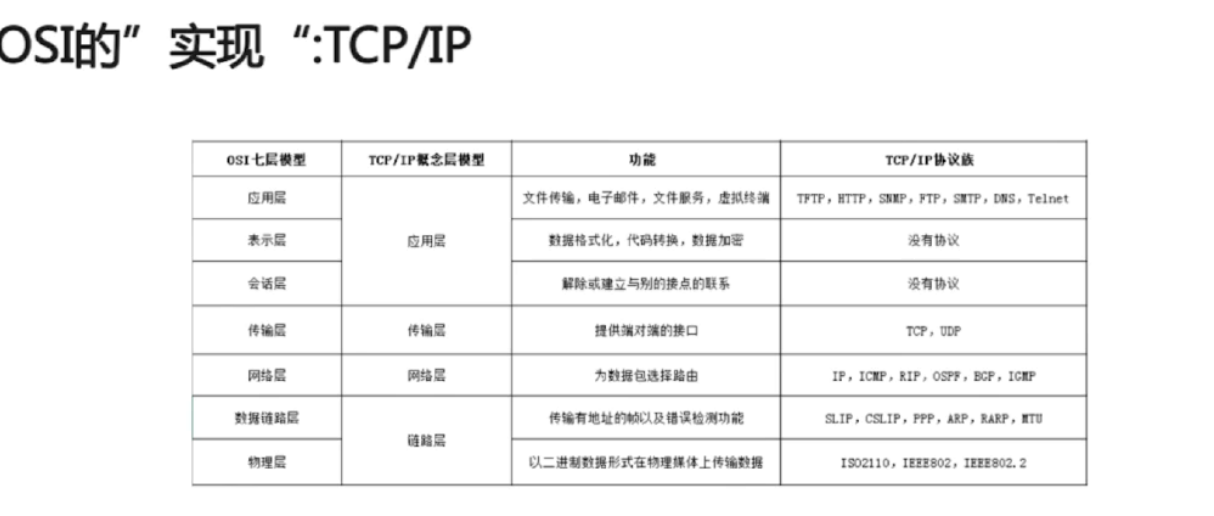 OSI的”实现“:TCP/IP
OSI七层模型 TCP/IP概念层模型 功能 TCP/IP协议族
应用层 文件传输，电子邮件，文件服务，虚拟终端 TFTP，HTTP，SNMP，FTP，SMTP，DNS，Telnet
表示层 应用层 数据格式化，代码转换，数据加密 没有协议
会话层 解除或建立与别的接点的联系 没有协议
传输层 传输层 提供端对端的接口 TCP，UDP
网络层 网络层 为数据包选择路由 IP，ICMP，RIP，OSPF，BGP，IGMP
数据链路层 传输有地址的帧以及错误检测功能 SLIP，CSLIP，PPP，ARP，RARP，MTU
链路层
物理层 以二进制数据形式在物理媒体上传输数据 ISO2110，IEEE802，IEEE802.2